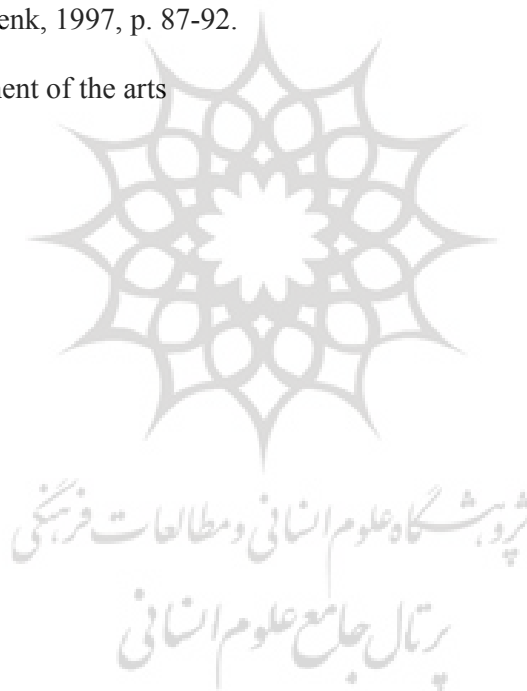 enk, 1997, p. 87-92.
ent of the arts
پژوهشگاه علوم انسانی و مطالعات فرهنگی
پرتال جامع علوم انسانی